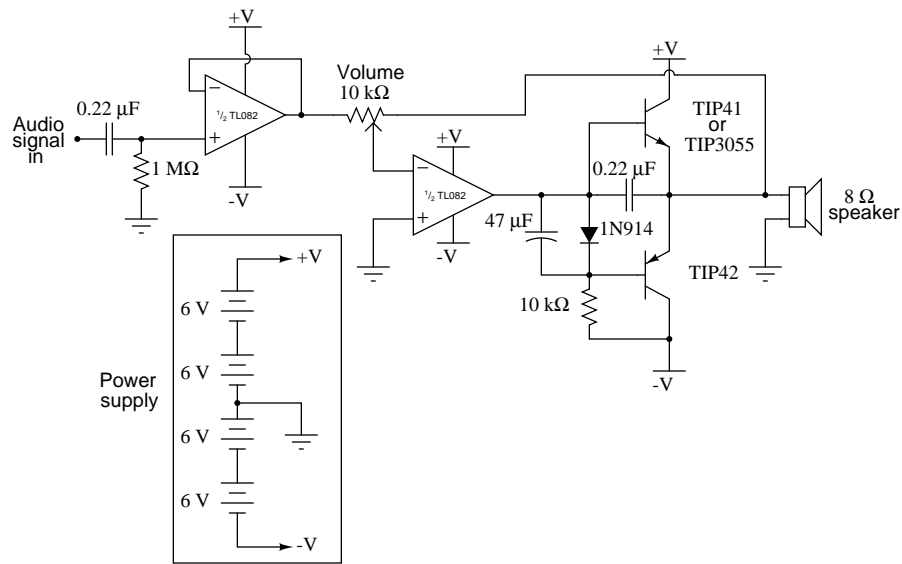 +V
Volume
10 kΩ
0.22 µF
Audio
signal
in
−
½ TL082
+
1 MΩ
-V
+V
TIP41
or
TIP3055
+V
−
½ TL082
+
-V
0.22 µF
47 µF
1N914
8 Ω
speaker
TIP42
10 kΩ
-V
Power
supply
+V
6 V
6 V
6 V
6 V
-V